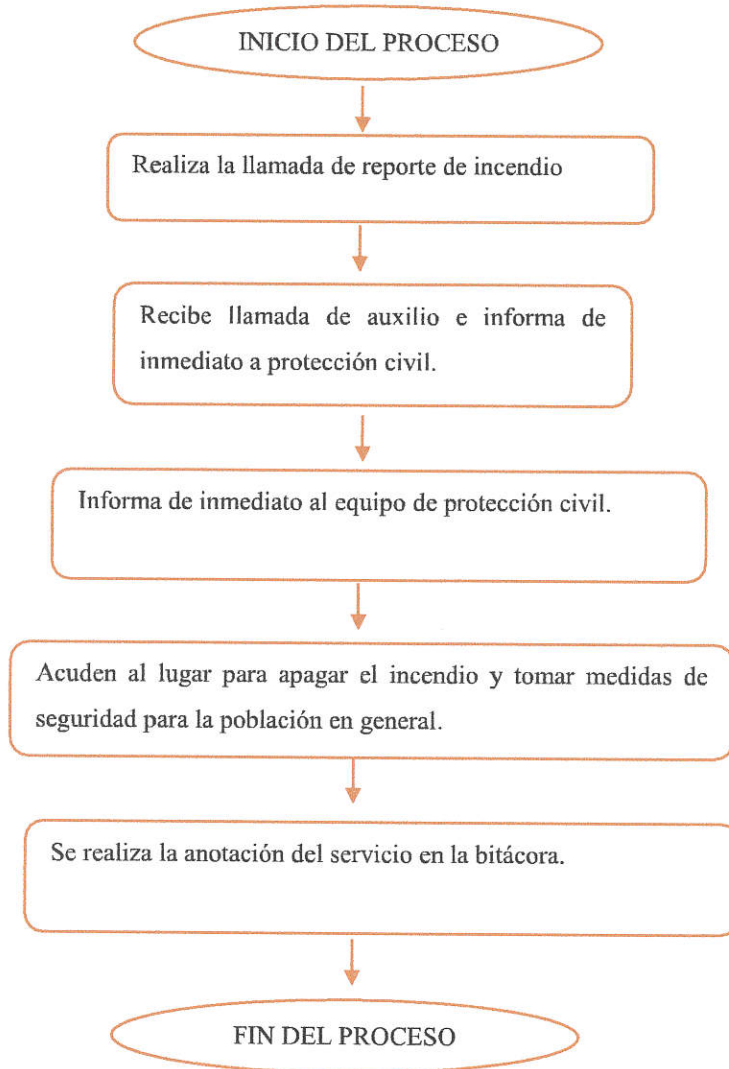 INICIO DEL PROCESO
Realiza la llamada de reporte de incendio
Recibe llamada de auxilio e informa de
inmediato a protección civil.
Informa de inmediato al equipo de protección civil.
Acuden al lugar para apagar el incendio y tomar medidas de
seguridad para la población en general.
Se realiza la anotación del servicio en la bitácora.
FIN DEL PROCESO